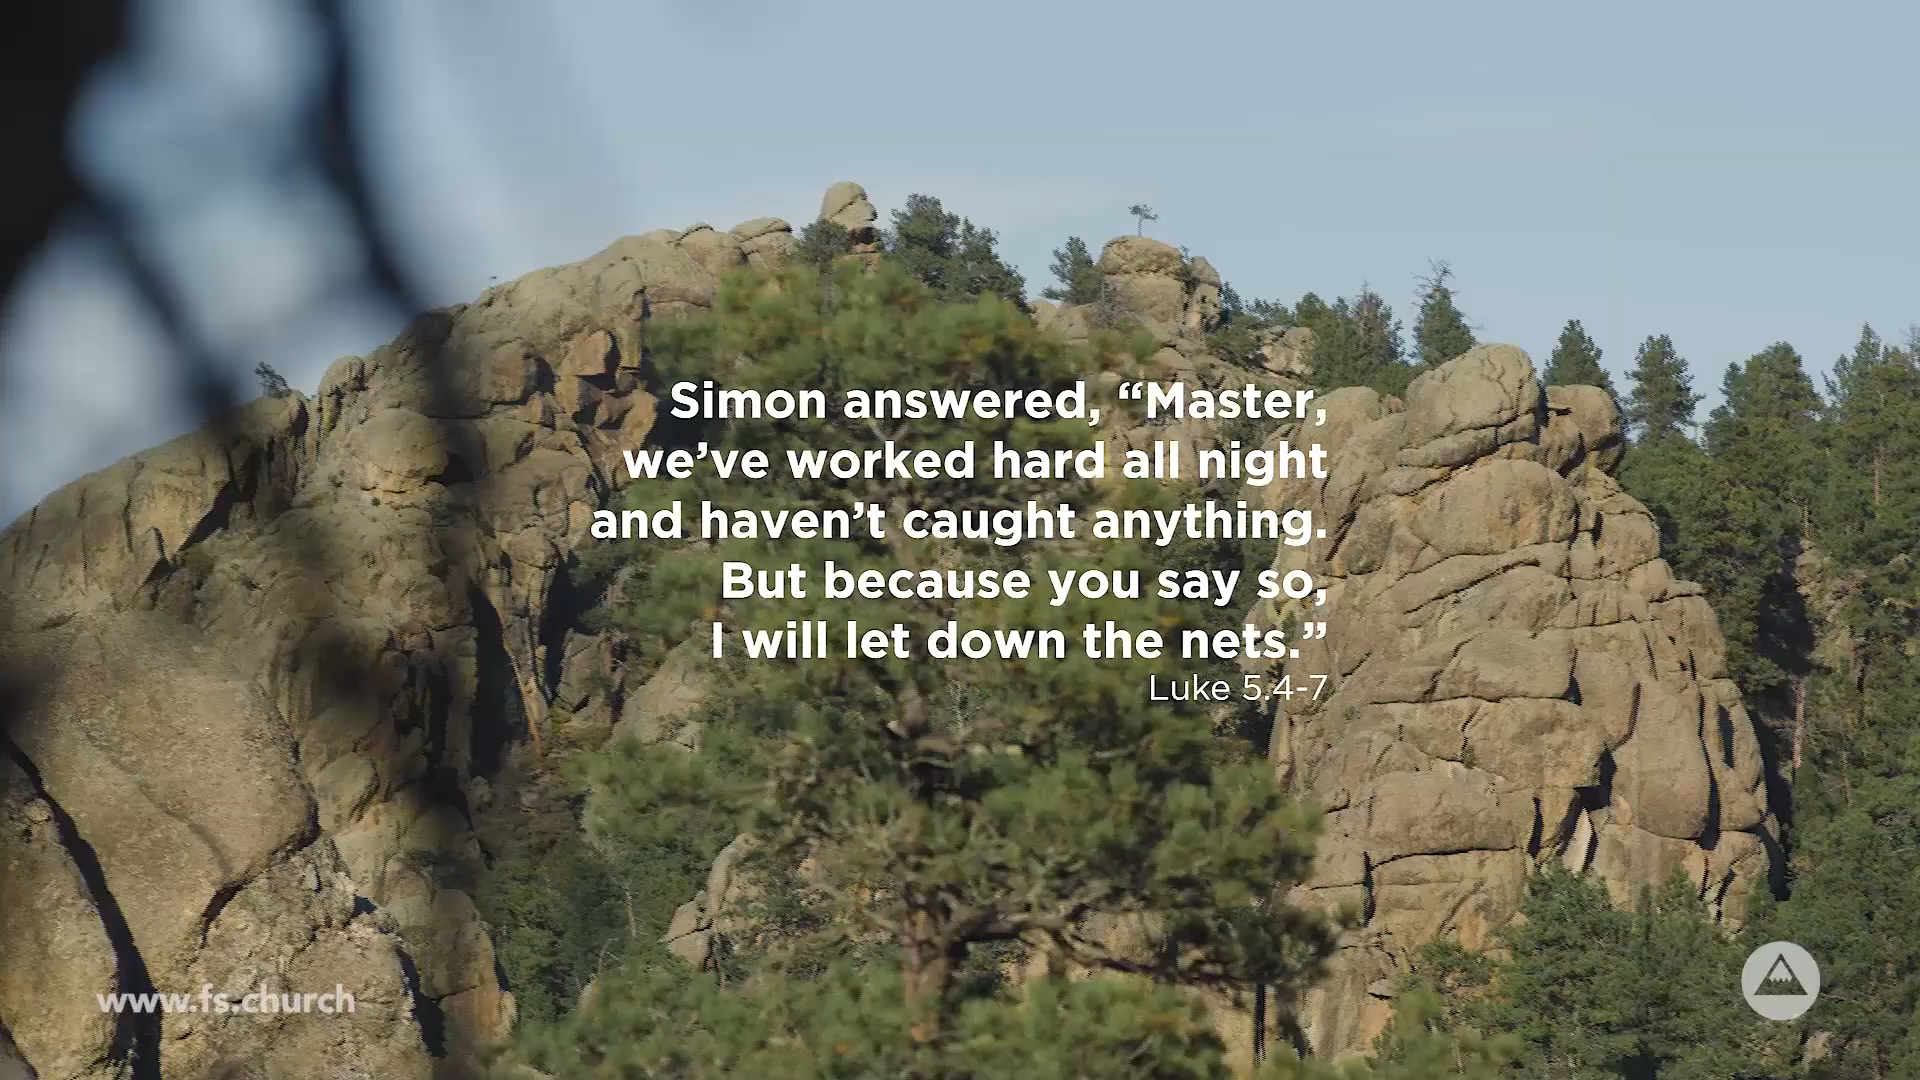 Simon answered, “Master,
we’ve worked hard all night
and haven’t caught anything.
But because you say so,
I will let down the nets.”
Luke 5.4-7
www.fs.church